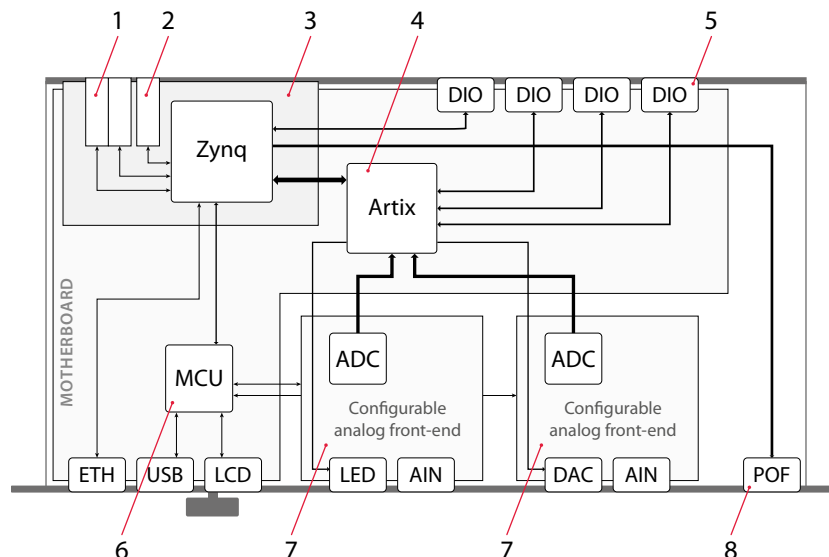 1 2 3 4 5
DIO DIO DIO DIO
Zynq
Artix
MOTHERBOARD
ADC ADC
MCU
Configurable
analog front-end
Configurable
analog front-end
ETH USB LCD LED AIN DAC AIN POF
6 7 7 8